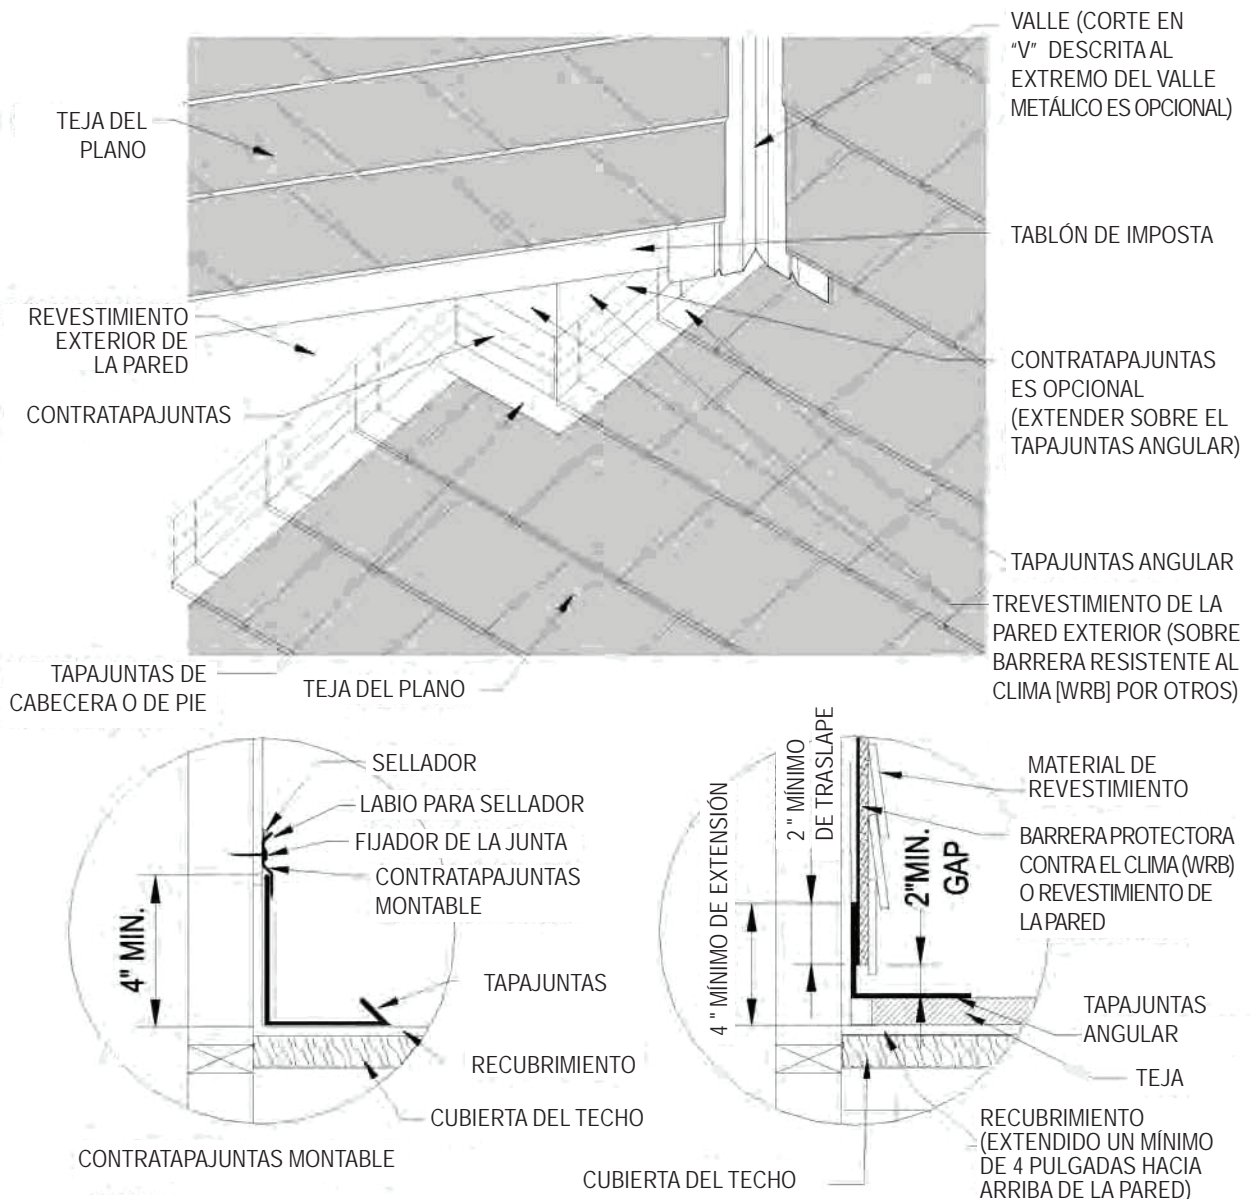 VALLE (CORTE EN
“V” DESCRITA AL
EXTREMO DEL VALLE
METÁLICO ES OPCIONAL)
TEJA DEL
PLANO
TABLÓN DE IMPOSTA
REVESTIMIENTO
EXTERIOR DE
LA PARED
CONTRATAPAJUNTAS
ES OPCIONAL
(EXTENDER SOBRE EL
TAPAJUNTAS ANGULAR)
CONTRATAPAJUNTAS
TAPAJUNTAS ANGULAR
TREVESTIMIENTO DE LA
PARED EXTERIOR (SOBRE
BARRERA RESISTENTE AL
CLIMA [WRB] POR OTROS)
TAPAJUNTAS DE
CABECERA O DE PIE
TEJA DEL PLANO
SELLADOR
LABIO PARA SELLADOR
FIJADOR DE LA JUNTA
CONTRATAPAJUNTAS
MONTABLE
4" MIN.
TAPAJUNTAS
RECUBRIMIENTO
CUBIERTA DEL TECHO
CONTRATAPAJUNTAS MONTABLE
4 " MÍNIMO DE EXTENSIÓN
2 " MÍNIMO
DE TRASLAPE
2"MIN.
GAP
MATERIAL DE
REVESTIMIENTO
BARRERA PROTECTORA
CONTRA EL CLIMA (WRB)
O REVESTIMIENTO DE
LA PARED
TAPAJUNTAS
ANGULAR
TEJA
RECUBRIMIENTO
(EXTENDIDO UN MÍNIMO
DE 4 PULGADAS HACIA
ARRIBA DE LA PARED)
CUBIERTA DEL TECHO